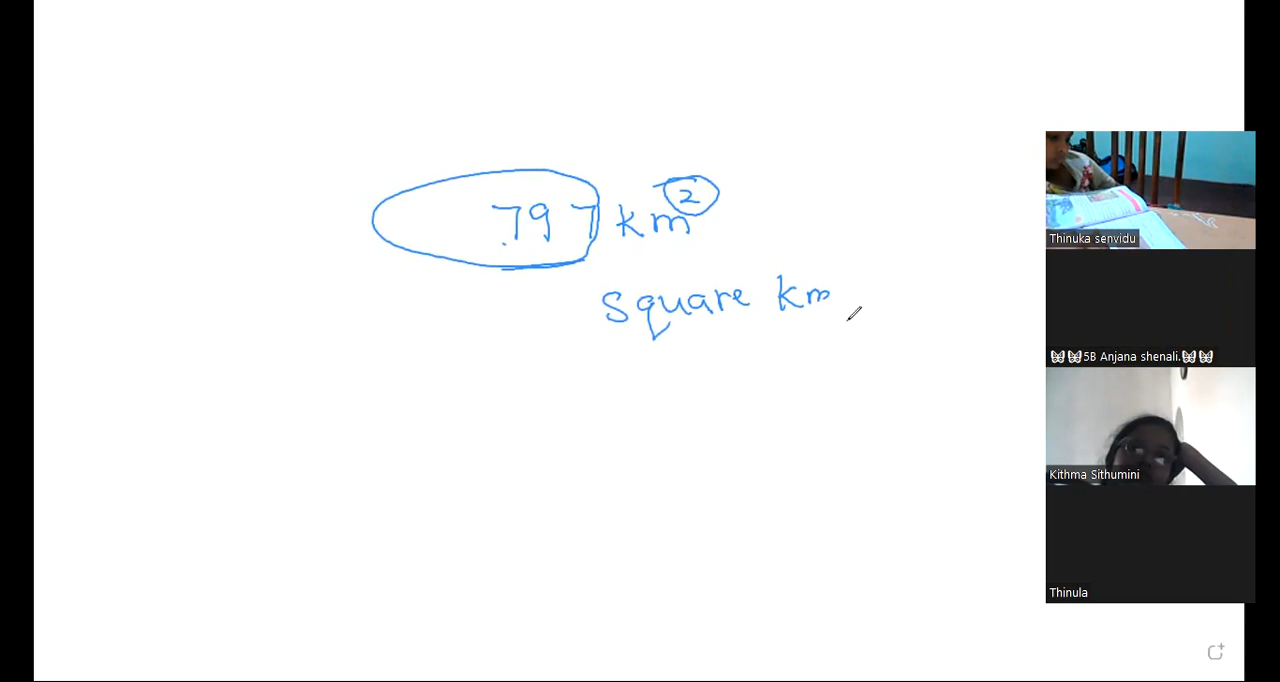 797 km²
square km
Thinuka senvidu
5B Anjana shenali.
Kithma Sithumini
Thinula